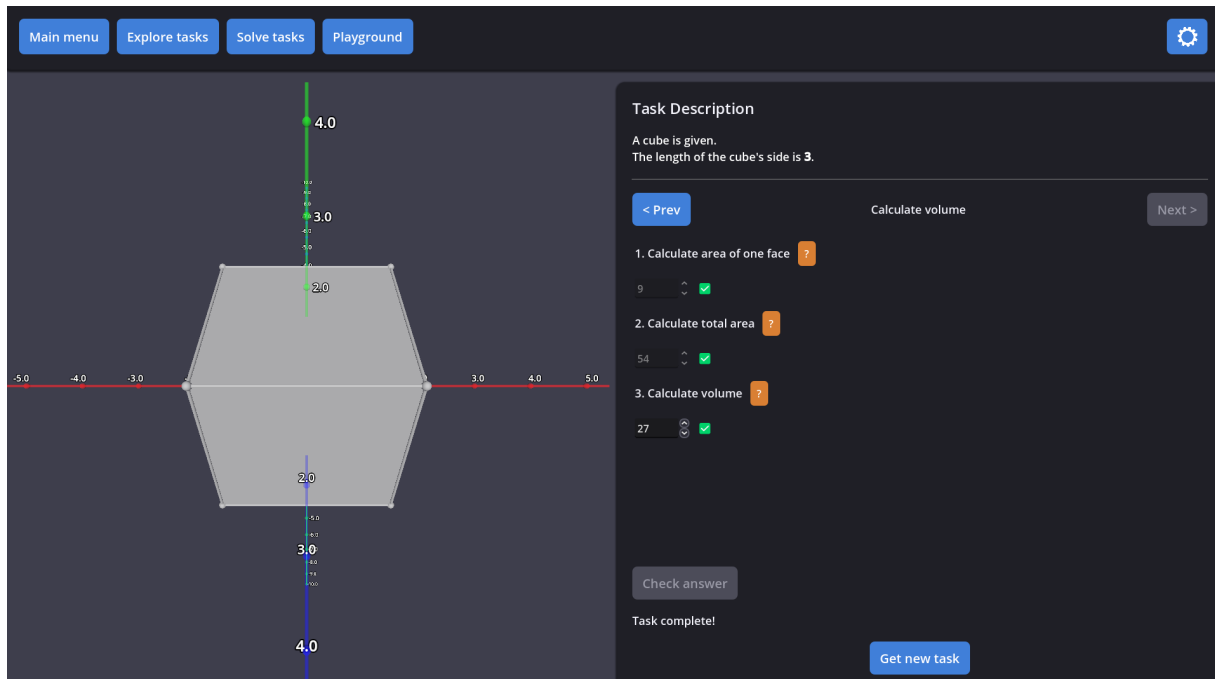 Main menu
Explore tasks
Solve tasks
Playground
4.0
3.0
2.0
-5.0 -4.0 -3.0 3.0 4.0 5.0
2.0
3.0
4.0
Task Description
A cube is given.
The length of the cube's side is 3.
< Prev
Calculate volume
Next >
1. Calculate area of one face ?
9
2. Calculate total area ?
54
3. Calculate volume ?
27
Check answer
Task complete!
Get new task